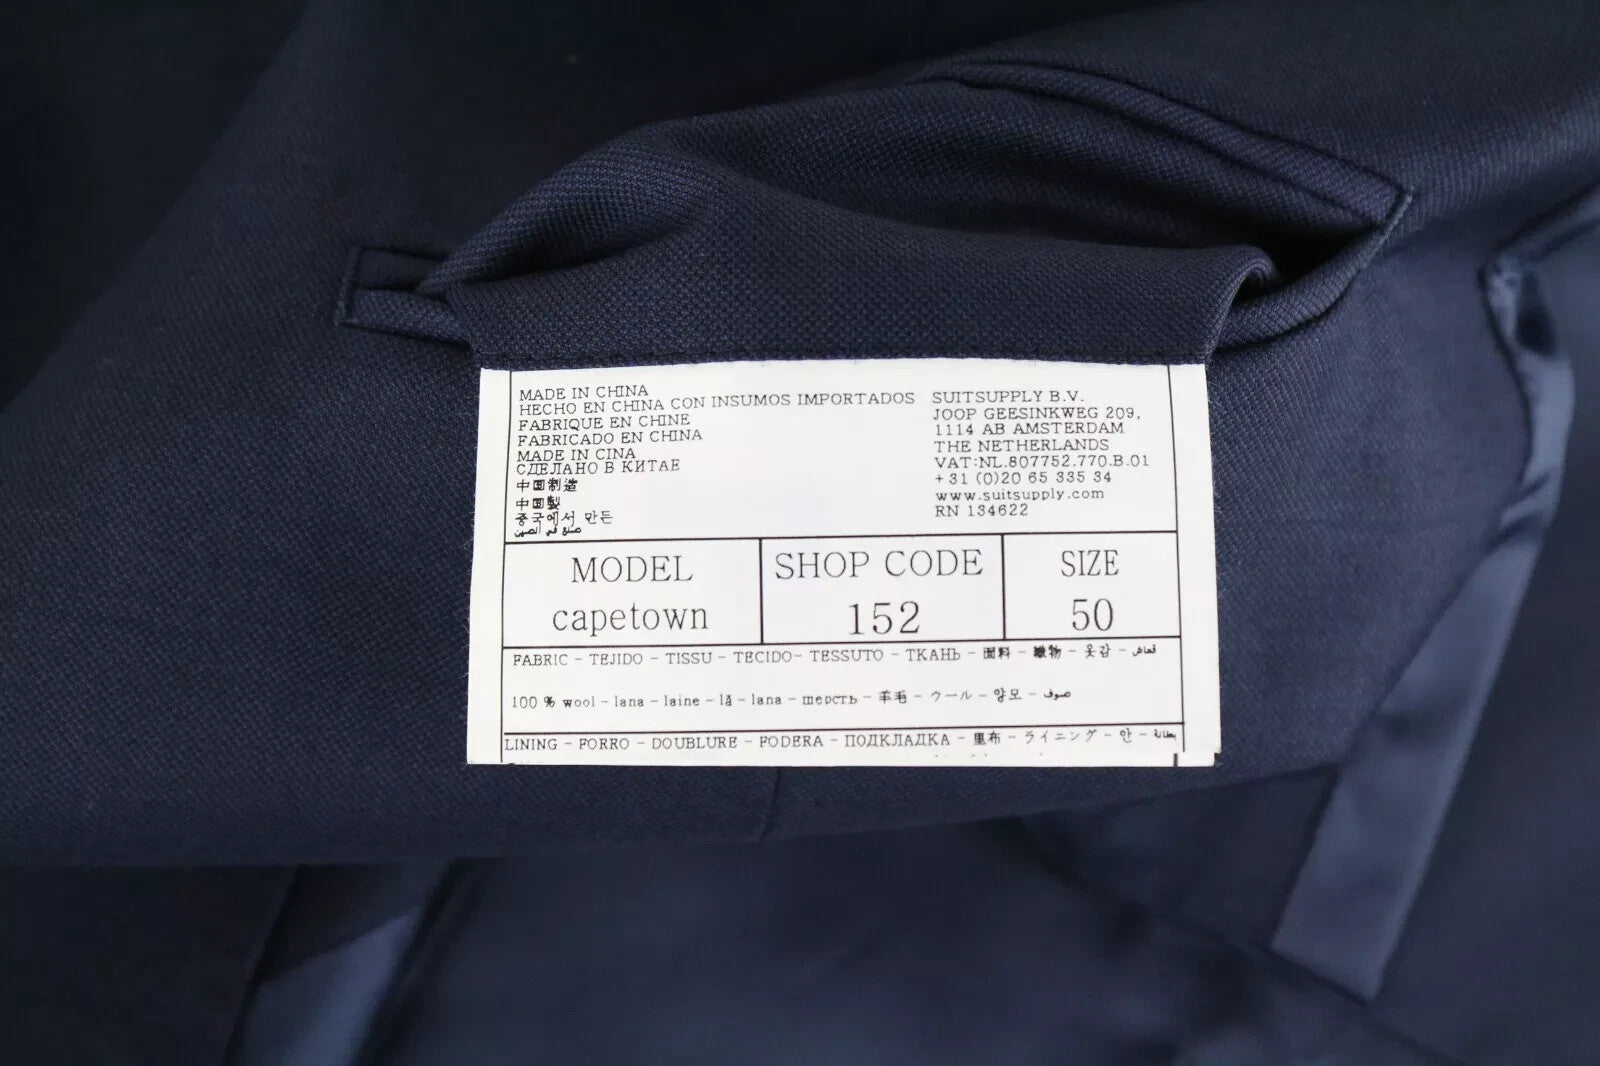 MADE IN CHINA
HECHO EN CHINA CON INSUMOS IMPORTADOS
FABRIQUE EN CHINE
FABRICADO EN CHINA
MADE IN CINA
СДЕЛАНО В КИТАЕ
中国制造
中国製
중국에서 만든
صنع في الصين
SUITSUPPLY B.V.
JOOP GEESINKWEG 209,
1114 AB AMSTERDAM
THE NETHERLANDS
VAT:NL.807752.770.B.01
+31 (0)20 65 335 34
www.suitsupply.com
RN 134622
MODEL
capetown
SHOP CODE
152
SIZE
50
FABRIC - TEJIDO - TISSU - TECIDO- TESSUTO - ТКАНЬ - 面料 - 織物 - 옷감 - قماش
100 % wool - lana - laine - lã - lana - шерсть - 羊毛 - ウール - 양모 - صوف
LINING - FORRO - DOUBLURE - FODERA - ПОДКЛАДКА - 里布 - ライニング - 안 - بطانة